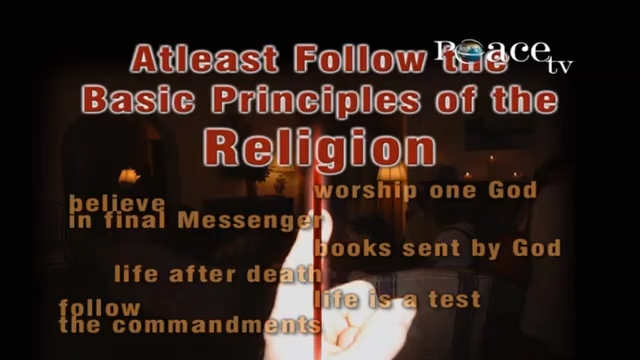 Atleast Follow the
Peace tv
Basic Principles of the
Religion
worship one God
believe
in final Messenger
books sent by God
life after death
life is a test
follow
the commandments